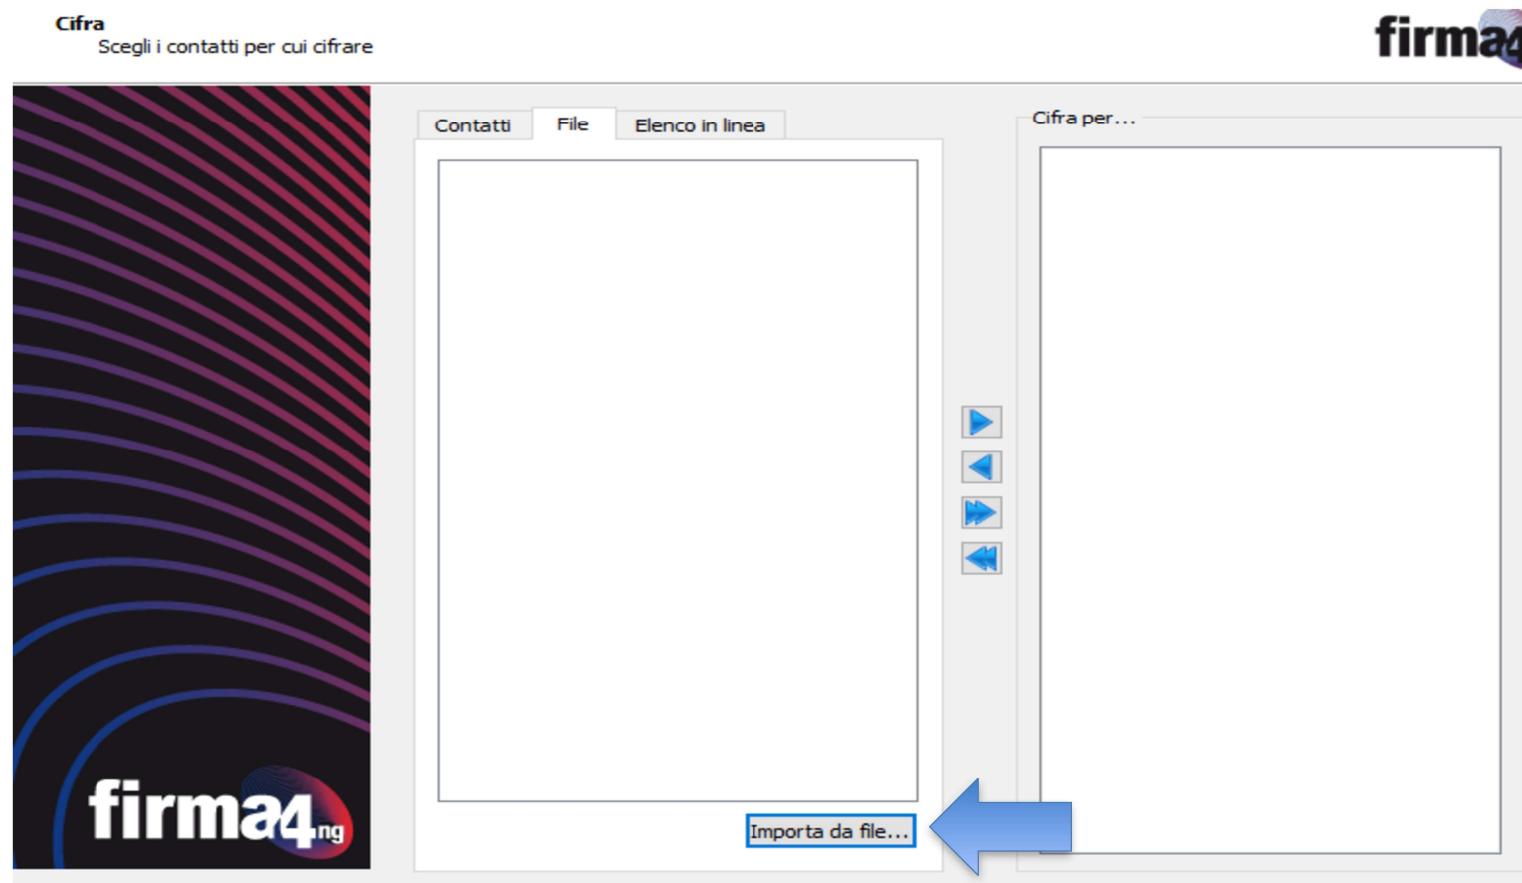 Cifra
Scegli i contatti per cui cifrare
firma4
Contatti
File
Elenco in linea
Cifra per...
Importa da file...
firma4ng